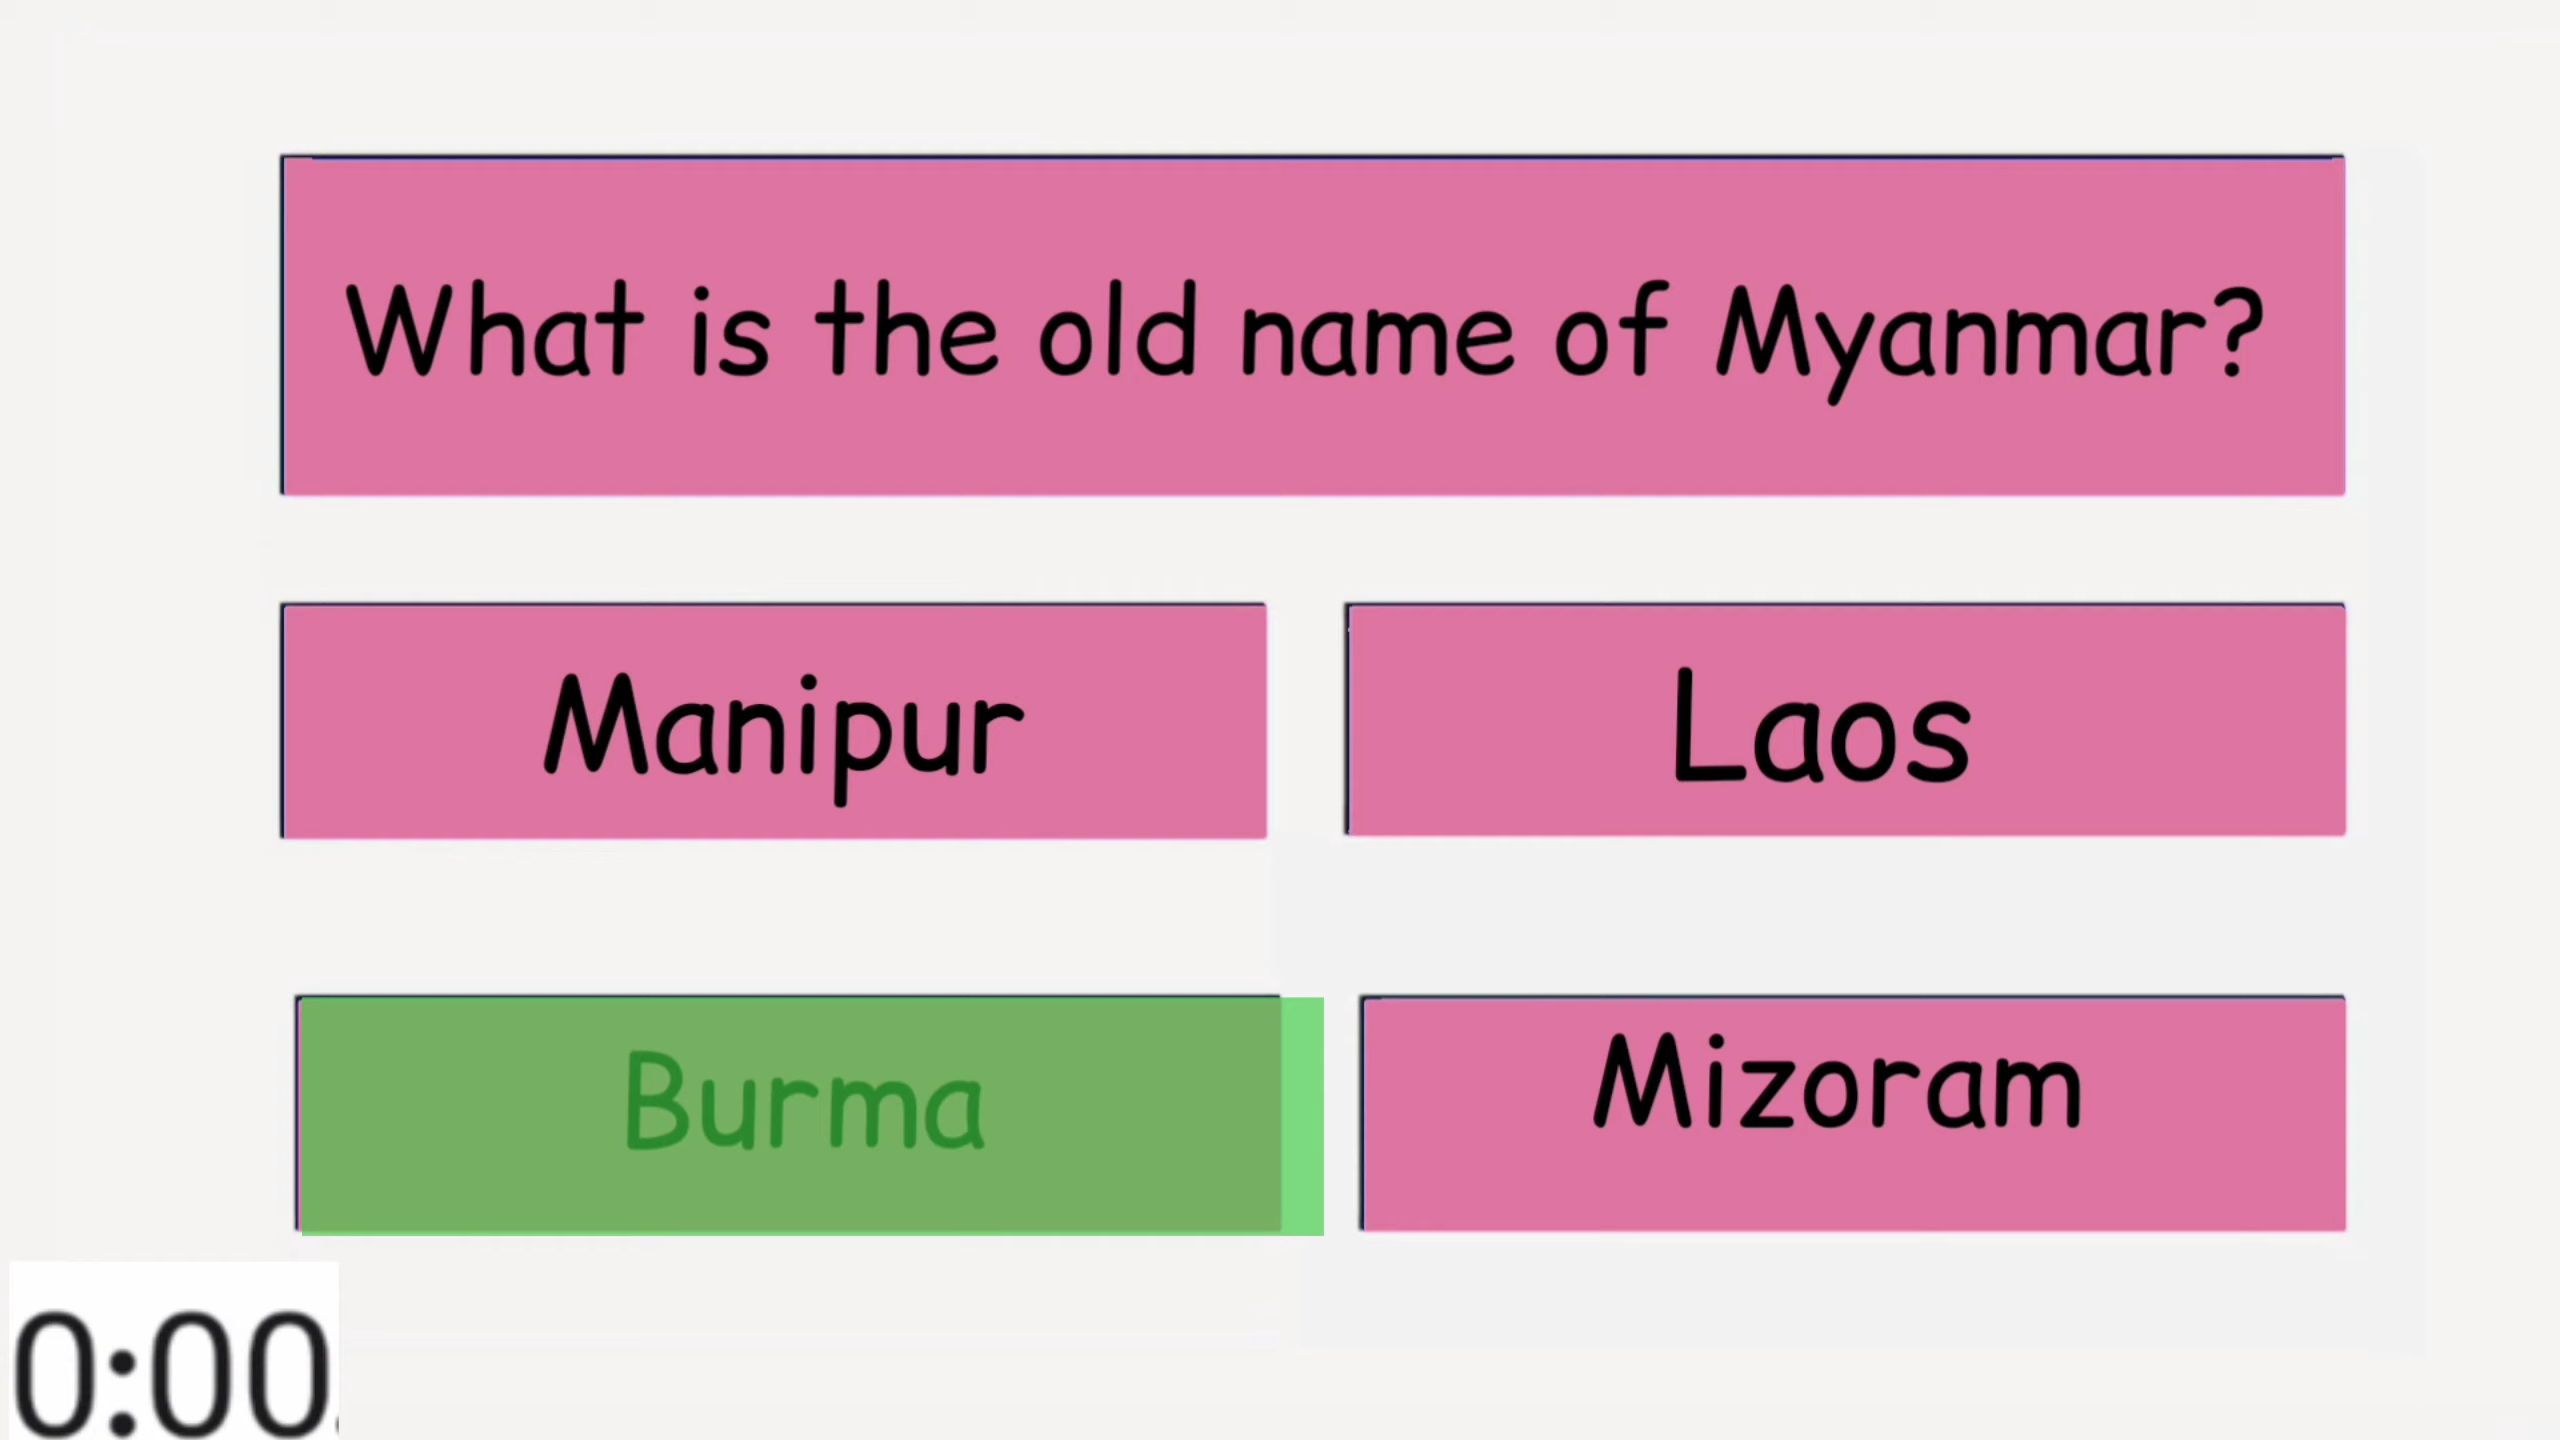 What is the old name of Myanmar?
Manipur
Laos
Burma
Mizoram
0:00